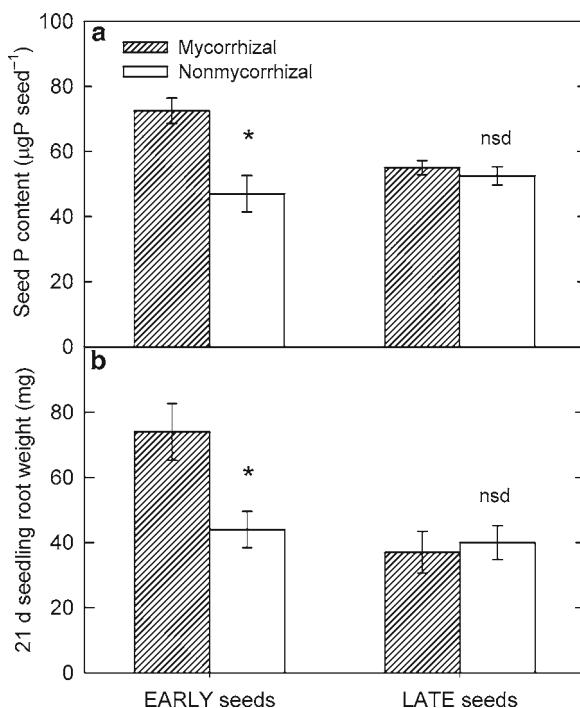 100
a
Mycorrhizal
Nonmycorrhizal
80
*
nsd
60
40
20
0
Seed P content (µgP seed⁻¹)
b
80
*
nsd
60
40
20
0
21 d seedling root weight (mg)
EARLY seeds
LATE seeds